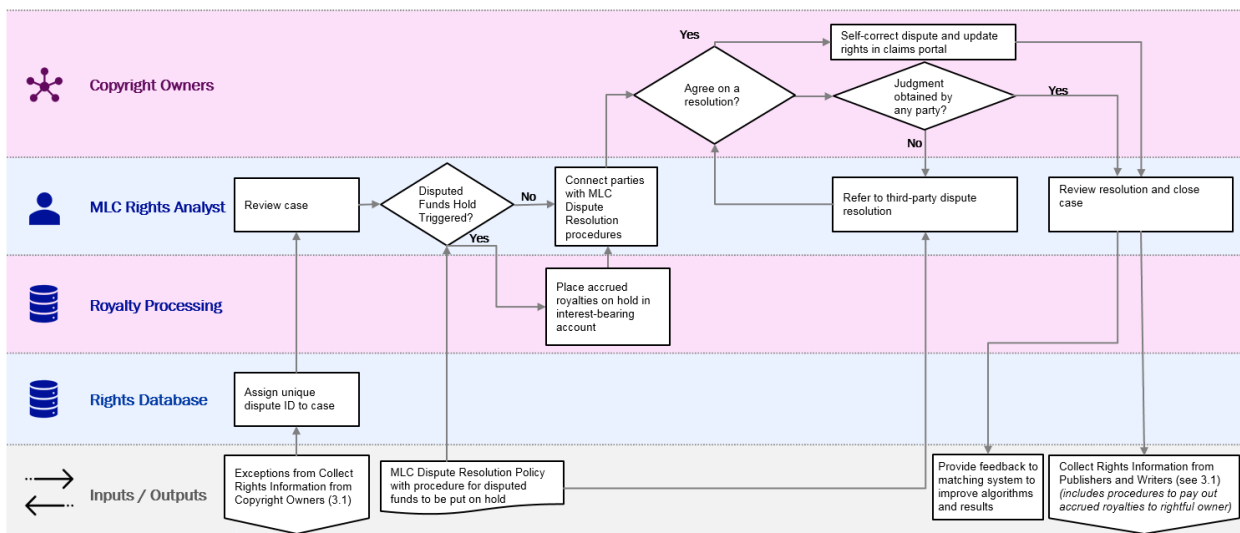 Copyright Owners
Yes
Self-correct dispute and update
rights in claims portal
Agree on a
resolution?
Judgment
obtained by
any party?
Yes
No
MLC Rights Analyst
Review case
Disputed
Funds Hold
Triggered?
No
Yes
Connect parties
with MLC
Dispute
Resolution
procedures
Refer to third-party dispute
resolution
Review resolution and close
case
Royalty Processing
Place accrued
royalties on hold in
interest-bearing
account
Rights Database
Assign unique
dispute ID to case
Inputs / Outputs
Exceptions from Collect
Rights Information from
Copyright Owners (3.1)
MLC Dispute Resolution Policy
with procedure for disputed
funds to be put on hold
Provide feedback to
matching system to
improve algorithms
and results
Collect Rights Information from
Publishers and Writers (see 3.1)
(includes procedures to pay out
accrued royalties to rightful owner)